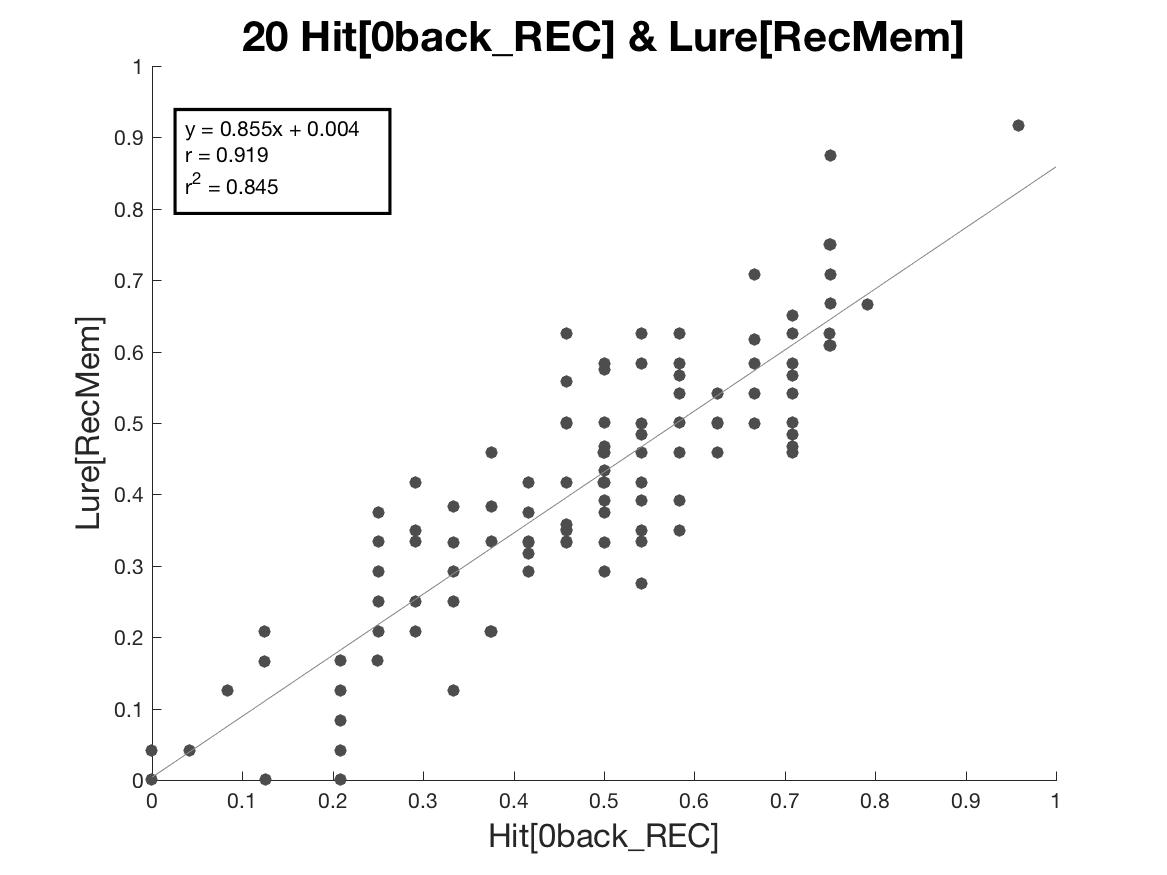 20 Hit[0back_REC] & Lure[RecMem]
1
0.9
0.8
0.7
0.6
0.5
0.4
0.3
0.2
0.1
0
y = 0.855x + 0.004
r = 0.919
r² = 0.845
Lure[RecMem]
0 0.1 0.2 0.3 0.4 0.5 0.6 0.7 0.8 0.9 1
Hit[0back_REC]